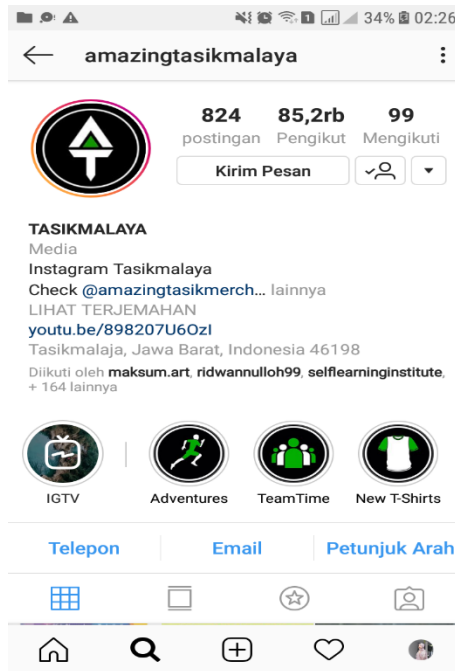 34% 02:26
amazingtasikmalaya
824 85,2rb 99
postingan Pengikut Mengikuti
Kirim Pesan
TASIKMALAYA
Media
Instagram Tasikmalaya
Check @amazingtasikmerch... lainnya
LIHAT TERJEMAHAN
youtu.be/898207U6OzI
Tasikmalaja, Jawa Barat, Indonesia 46198
Diikuti oleh maksum.art, ridwannulloh99, selflearninginstitute,
+ 164 lainnya
IGTV Adventures TeamTime New T-Shirts
Telepon Email Petunjuk Arah